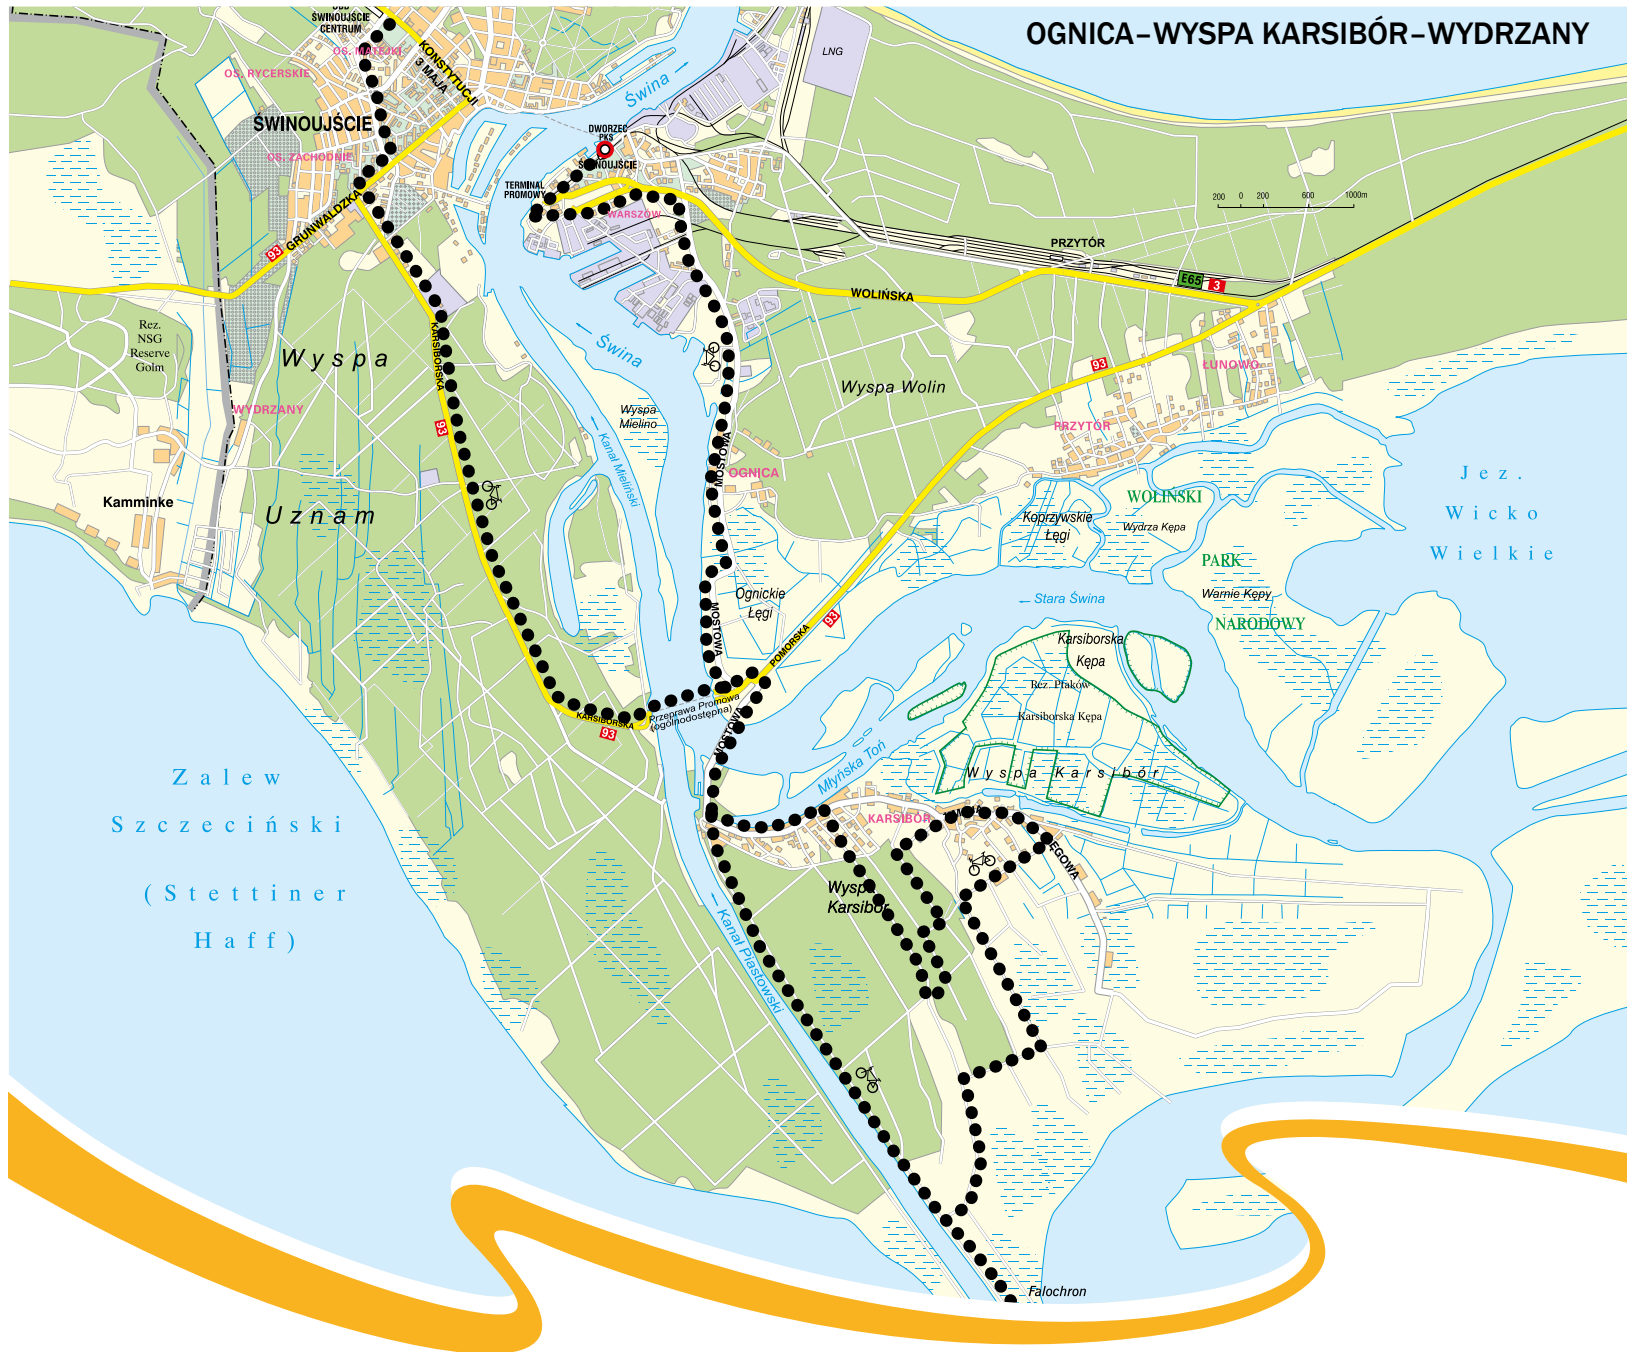 OGNICA–WYSPA KARSIBÓR–WYDRZANY
ŚWINOUJŚCIE
CENTRUM
OS. MATEJKI
KONSTYTUCJI
3 MAJA
OS. RYCERSKIE
ŚWINOUJŚCIE
OS. ZACHODNIE
GRUNWALDZKA
93
Świna →
LNG
DWORZEC
PKS
ŚWINOUJŚCIE
TERMINAL
PROMOWY
WARSZÓW
200 0 200 600 1000m
PRZYTÓR
E65
3
WOLIŃSKA
Rez.
NSG
Reserve
Golm
Wyspa
KARSIBORSKA
93
← Świna
Wyspa Wolin
93
ŁUNOWO
WYDRZANY
Wyspa
Mielino
← Kanał Mieliński
MOSTOWA
OGNICA
PRZYTÓR
Kamminke
Uznam
WOLIŃSKI
Koprzywskie
Łęgi
Wydrza Kępa
Jez.
Wicko
Wielkie
PARK
Warnie Kępy
NARODOWY
Ognickie
Łęgi
← Stara Świna
MOSTOWA
POMORSKA
93
Karsiborska
Kępa
Rez. Ptaków
Karsiborska Kępa
KARSIBORSKA
93
Przeprawa Promowa
(ogólnodostępna)
MOSTOWA
Młyńska Toń
Wyspa Karsibór
Zalew
Szczeciński
(Stettiner
Haff)
KARSIBÓR
Wyspa
Karsibór
← Kanał Piastowski
Falochron